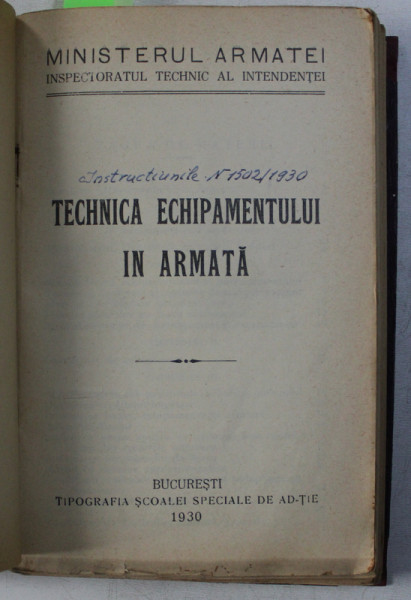 MINISTERUL ARMATEI
INSPECTORATUL TECHNIC AL INTENDENȚEI
Instructiunile N 1502/1930
TECHNICA ECHIPAMENTULUI
IN ARMATĂ
BUCUREȘTI
TIPOGRAFIA ȘCOALEI SPECIALE DE AD-ȚIE
1930